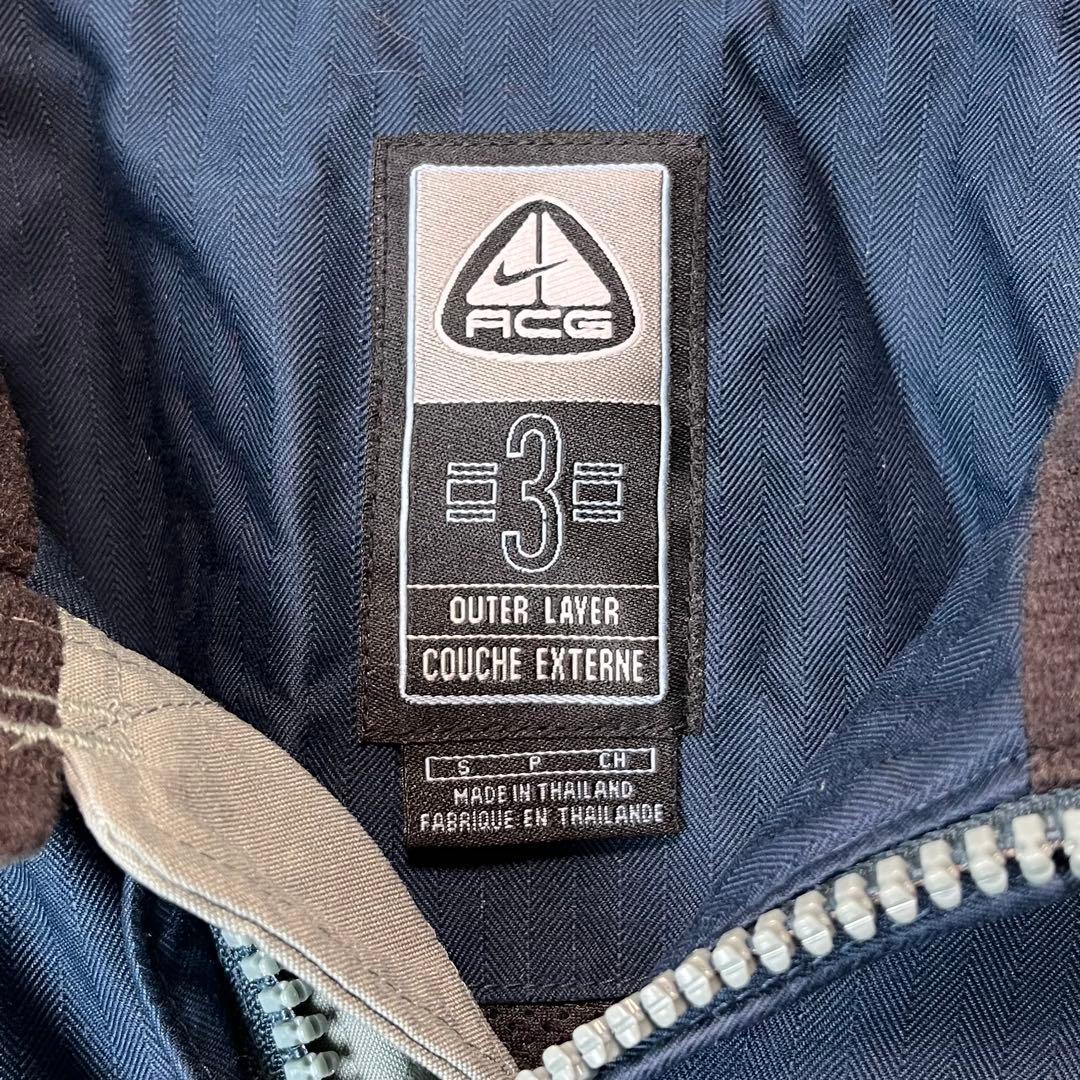 ACG
3
OUTER LAYER
COUCHE EXTERNE
S P CH
MADE IN THAILAND
FABRIQUE EN THAILANDE